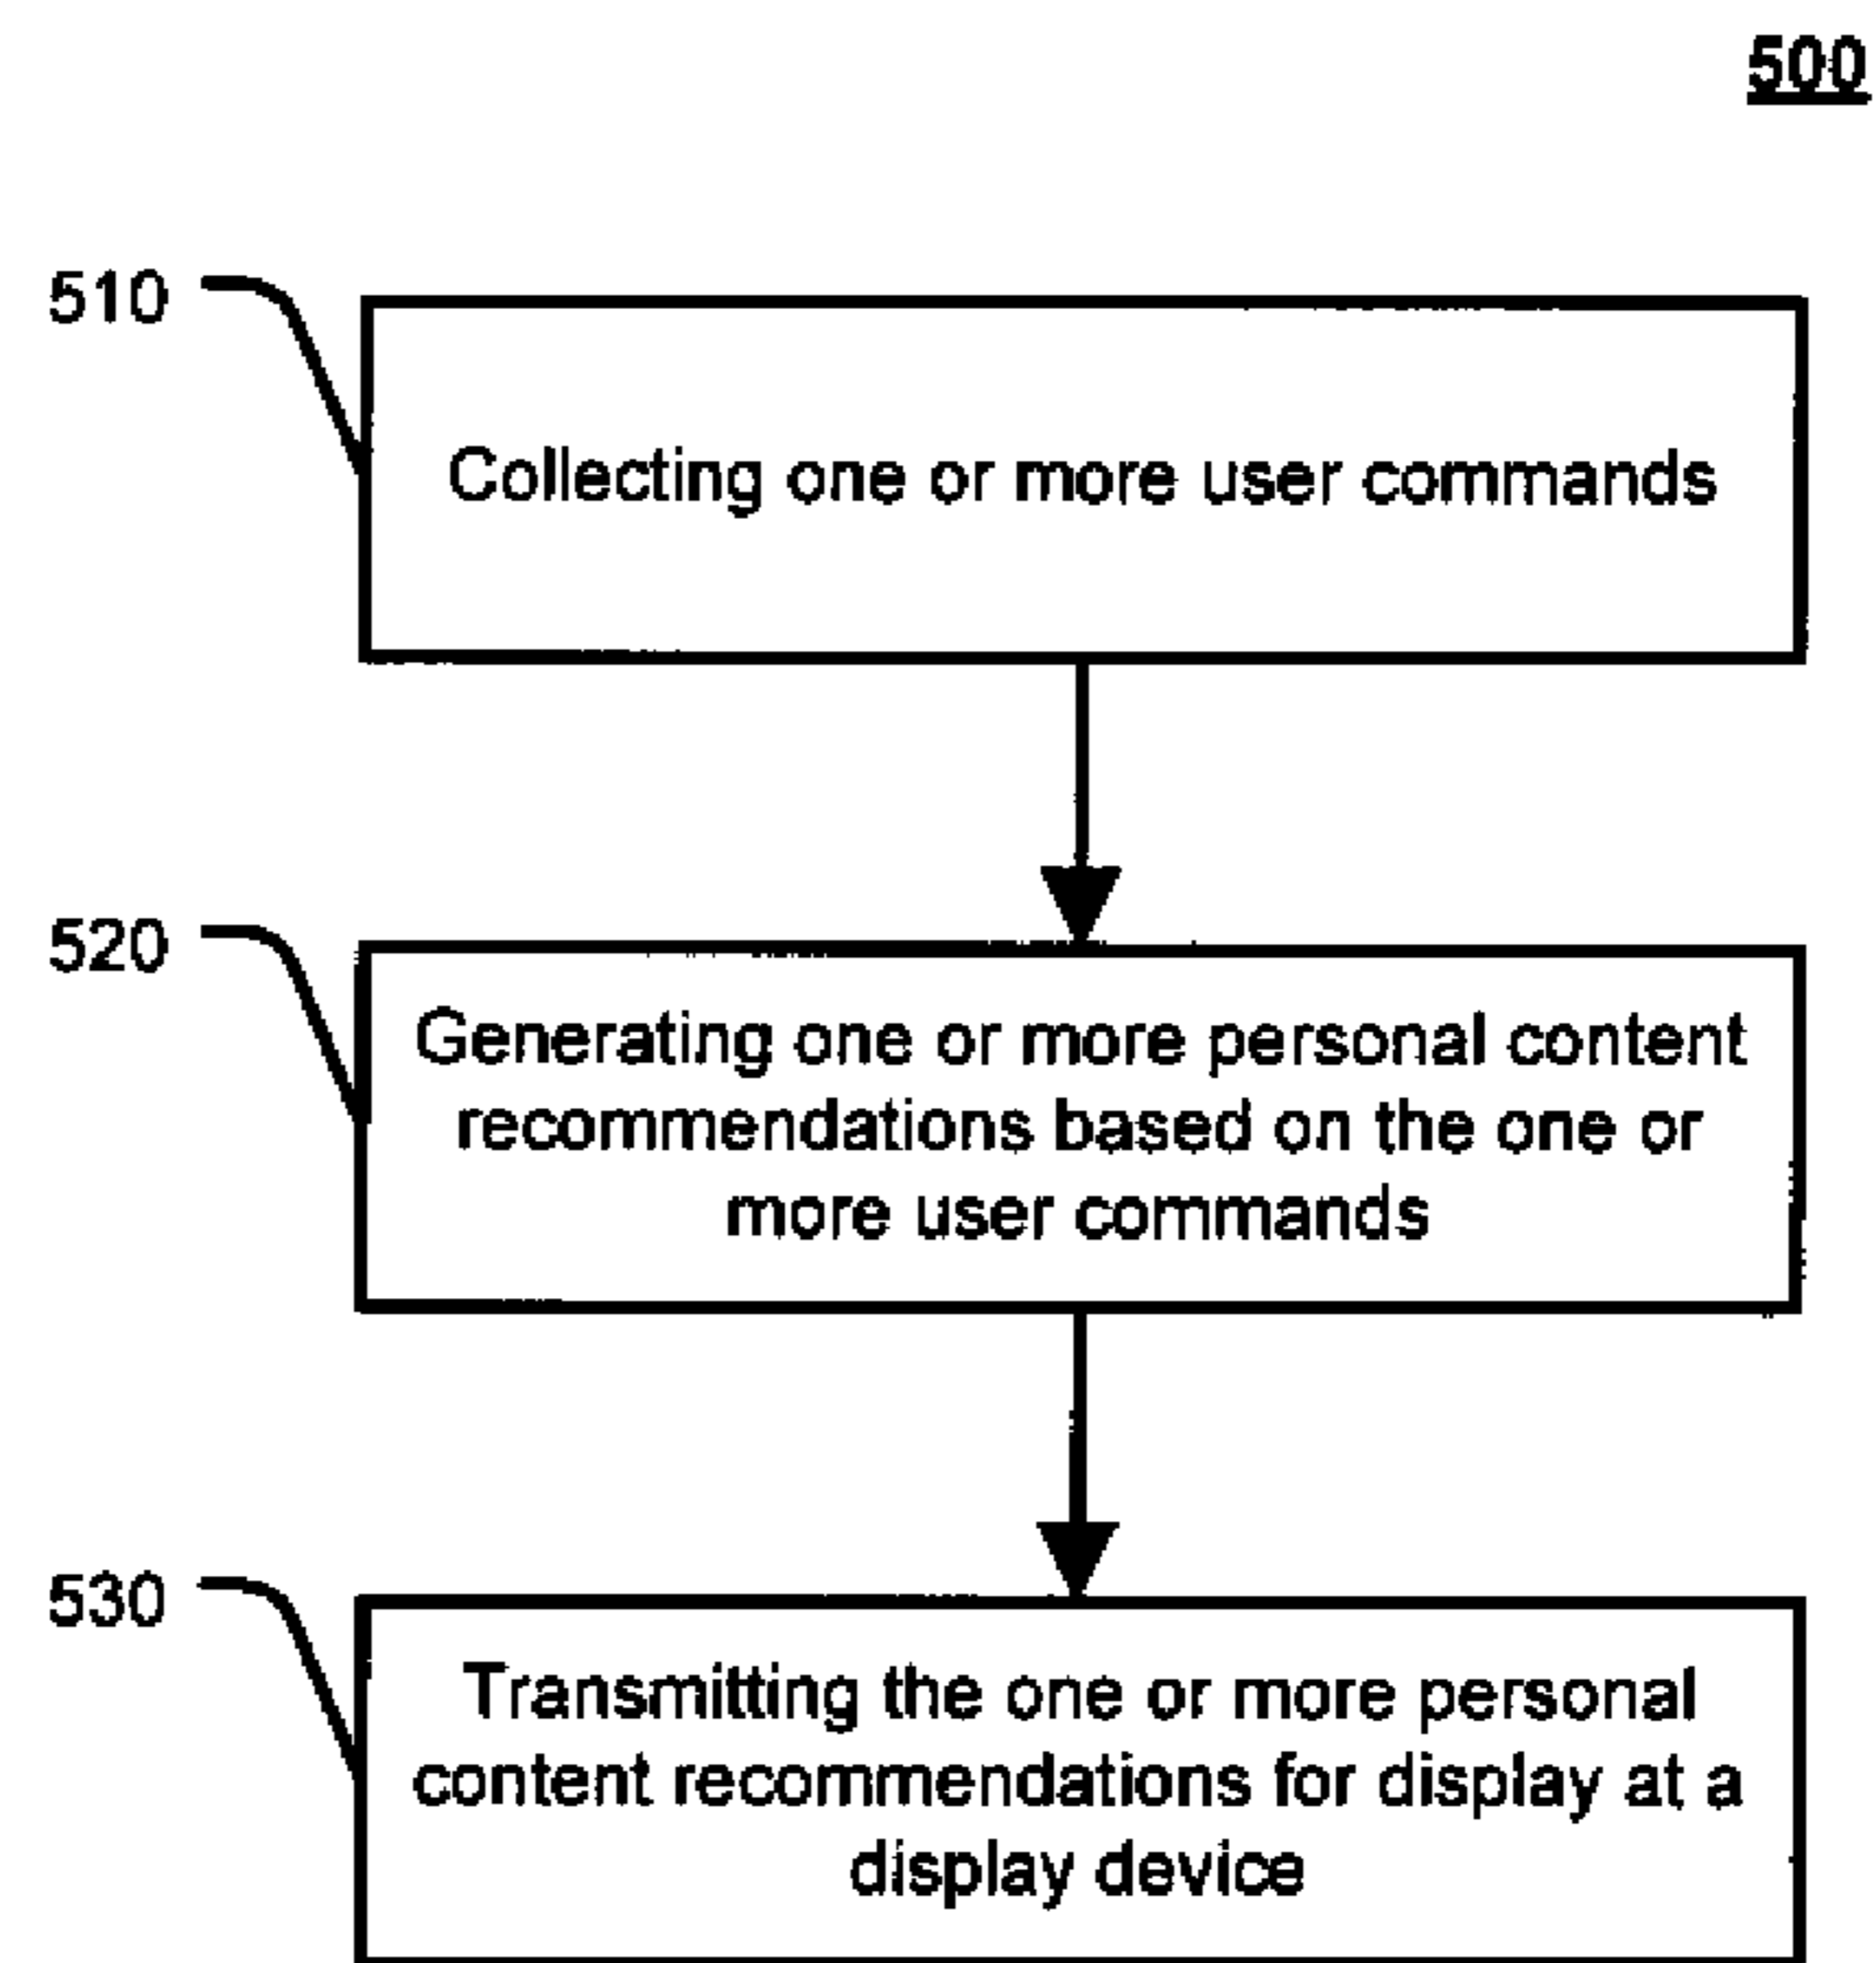 500
510
Collecting one or more user commands
520
Generating one or more personal content
recommendations based on the one or
more user commands
530
Transmitting the one or more personal
content recommendations for display at a
display device